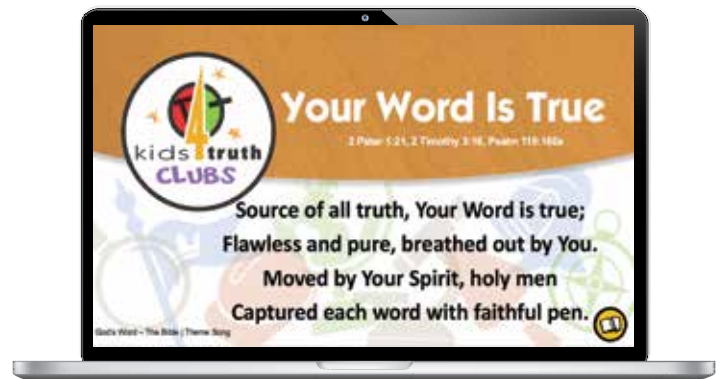 kids4truth
CLUBS
Your Word Is True
2 Peter 1:21, 2 Timothy 3:16, Psalm 119:160a
Source of all truth, Your Word is true;
Flawless and pure, breathed out by You.
Moved by Your Spirit, holy men
Captured each word with faithful pen.
God's Word – The Bible | Theme Song